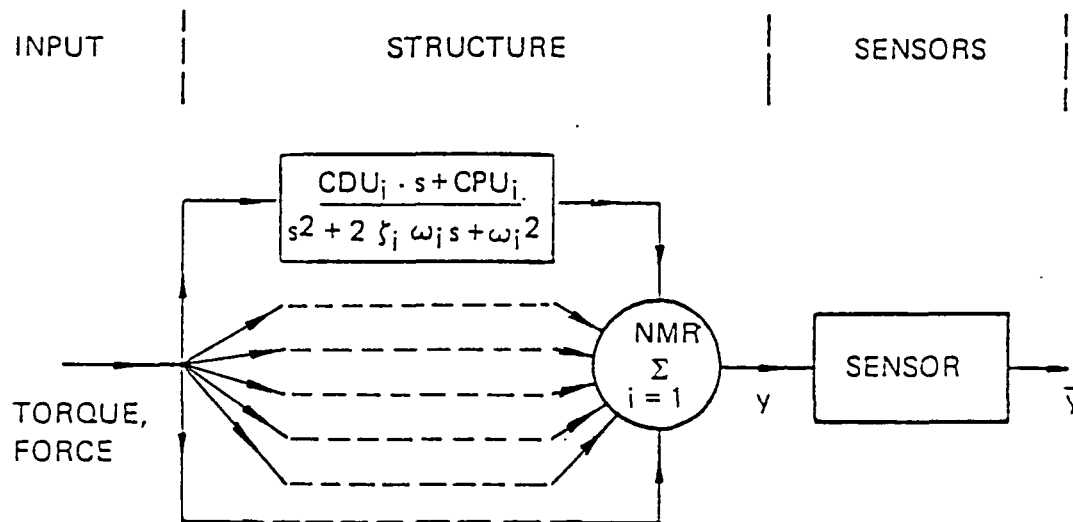 INPUT
STRUCTURE
SENSORS
CDUi · s + CPUi
s2 + 2 ζi ωi s + ωi2
NMR
Σ
i = 1
TORQUE,
FORCE
y
SENSOR
Y